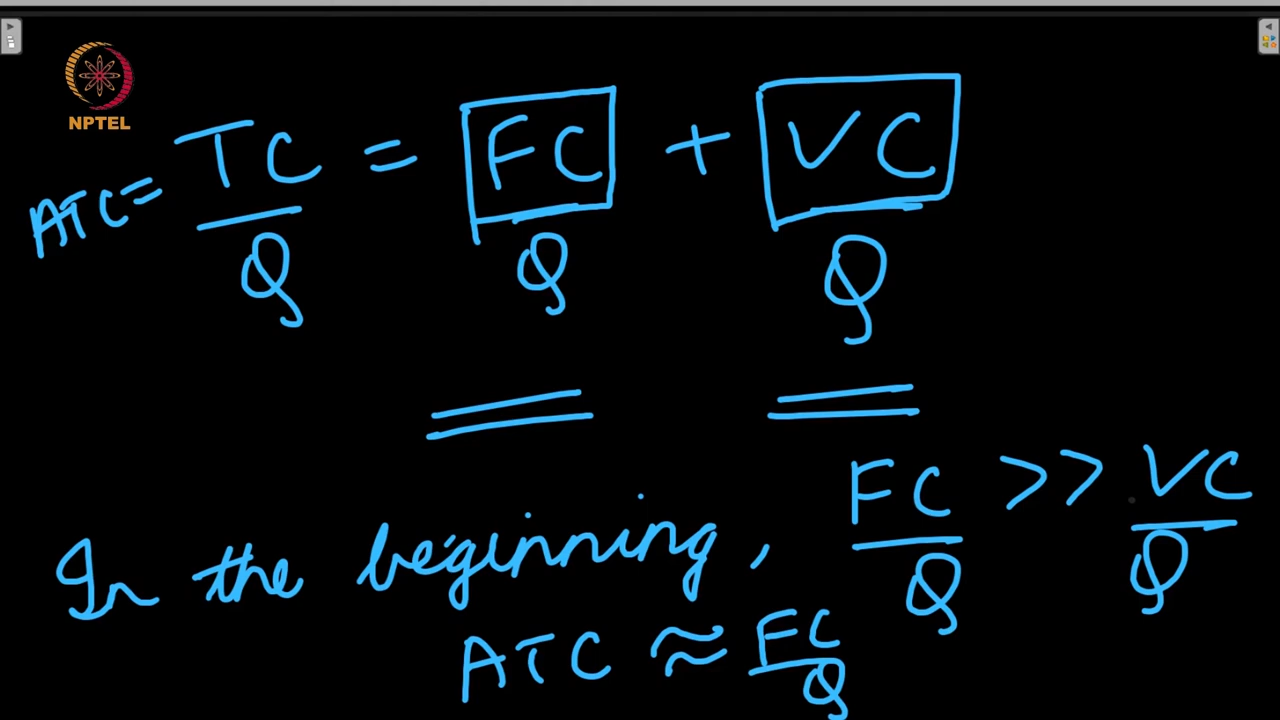 NPTEL
ATC = TC/Q = FC/Q + VC/Q
In the beginning, FC/Q >> VC/Q
ATC ≈ FC/Q